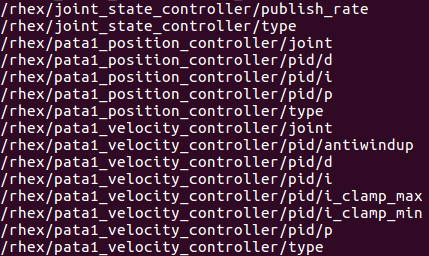 /rhex/joint_state_controller/publish_rate
/rhex/joint_state_controller/type
/rhex/pata1_position_controller/joint
/rhex/pata1_position_controller/pid/d
/rhex/pata1_position_controller/pid/i
/rhex/pata1_position_controller/pid/p
/rhex/pata1_position_controller/type
/rhex/pata1_velocity_controller/joint
/rhex/pata1_velocity_controller/pid/antiwindup
/rhex/pata1_velocity_controller/pid/d
/rhex/pata1_velocity_controller/pid/i
/rhex/pata1_velocity_controller/pid/i_clamp_max
/rhex/pata1_velocity_controller/pid/i_clamp_min
/rhex/pata1_velocity_controller/pid/p
/rhex/pata1_velocity_controller/type